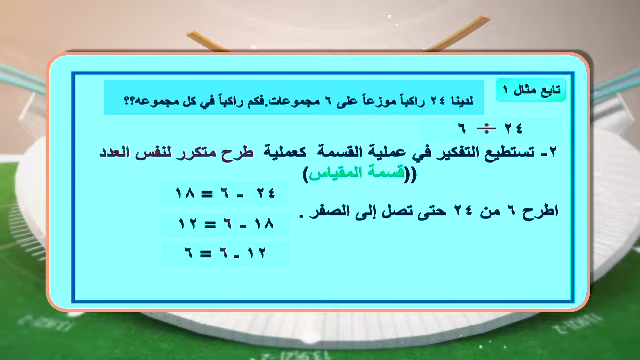 تابع مثال ١
لدينا ٢٤ راكباً موزعاً على ٦ مجموعات.فكم راكباً في كل مجموعه؟؟
٢٤ ÷ ٦
٢- تستطيع التفكير في عملية القسمة كعملية طرح متكرر لنفس العدد
((قسمة المقياس)
اطرح ٦ من ٢٤ حتى تصل إلى الصفر .
٢٤ - ٦ = ١٨
١٨ - ٦ = ١٢
١٢ - ٦ = ٦